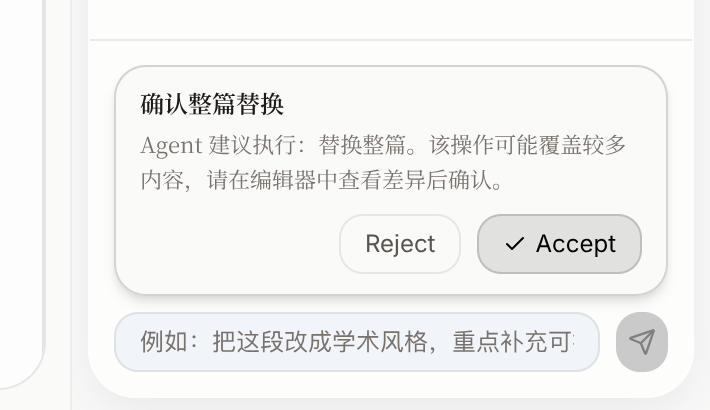 确认整篇替换
Agent 建议执行：替换整篇。该操作可能覆盖较多
内容，请在编辑器中查看差异后确认。
Reject
Accept
例如：把这段改成学术风格，重点补充可